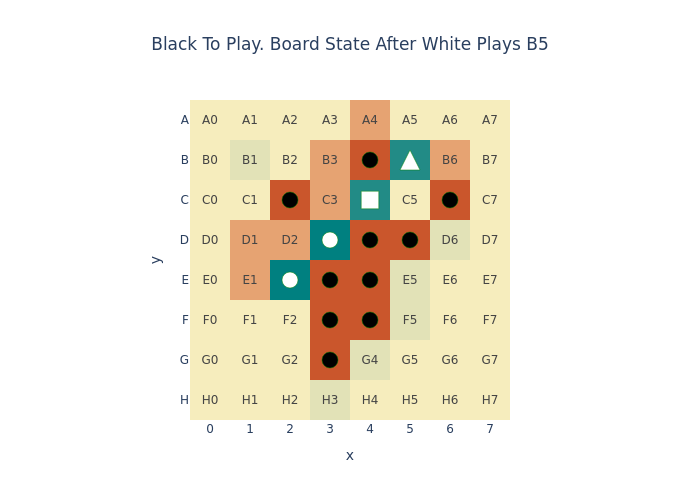 Black To Play. Board State After White Plays B5
A A0 A1 A2 A3 A4 A5 A6 A7
B B0 B1 B2 B3 B6 B7
C C0 C1 C3 C5 C7
D D0 D1 D2 D6 D7
E E0 E1 E5 E6 E7
F F0 F1 F2 F5 F6 F7
G G0 G1 G2 G4 G5 G6 G7
H H0 H1 H2 H3 H4 H5 H6 H7
0 1 2 3 4 5 6 7
x
y